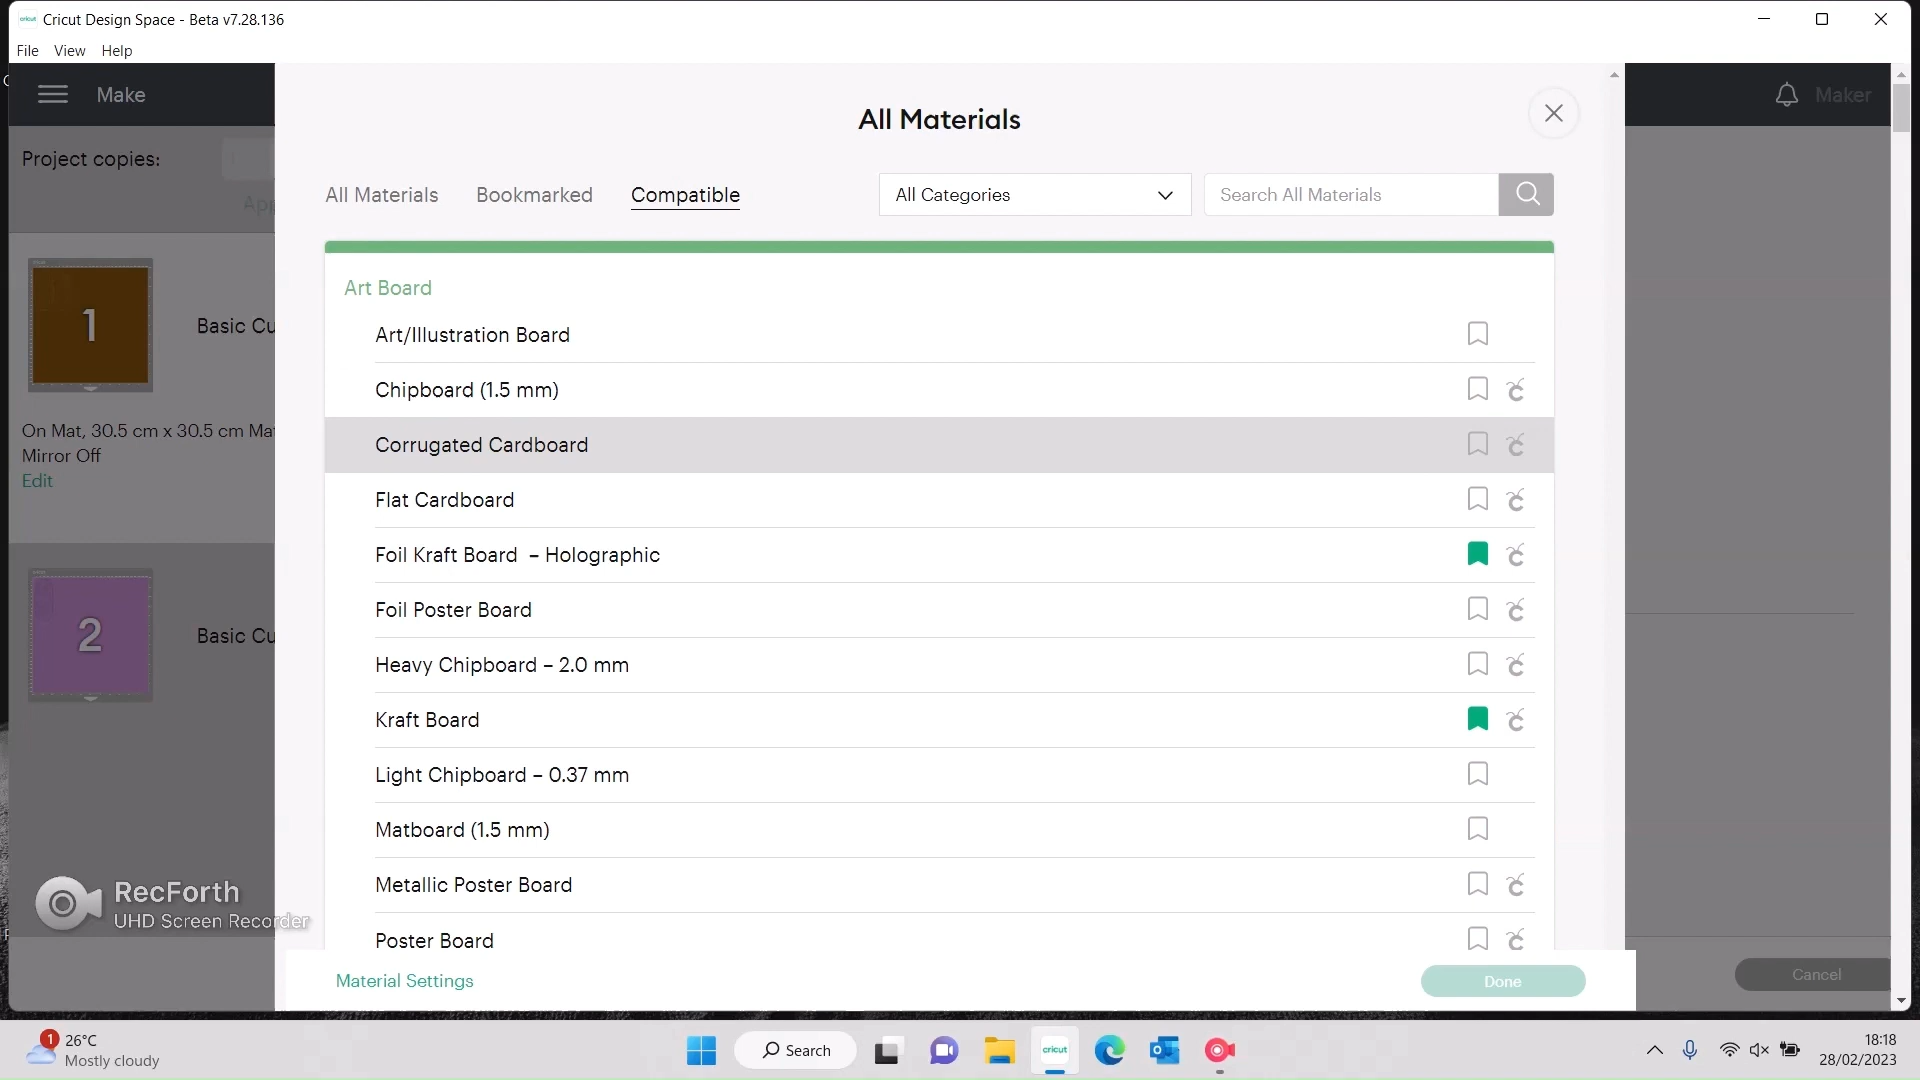 cricut Cricut Design Space - Beta v7.28.136
File View Help
Make
All Materials
Maker
Project copies:
All Materials Bookmarked Compatible All Categories Search All Materials
Art Board
Art/Illustration Board
Chipboard (1.5 mm)
Corrugated Cardboard
Flat Cardboard
Foil Kraft Board – Holographic
Foil Poster Board
Heavy Chipboard – 2.0 mm
Kraft Board
Light Chipboard – 0.37 mm
Matboard (1.5 mm)
Metallic Poster Board
Poster Board
1
Basic Cu
On Mat, 30.5 cm x 30.5 cm Mat
Mirror Off
Edit
2
Basic Cu
RecForth
UHD Screen Recorder
Material Settings
Done
Cancel
1
26°C
Mostly cloudy
Search
cricut
18:18
28/02/2023